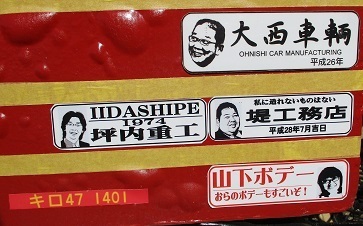 大西車輌
OHNISHI CAR MANUFACTURING
平成26年
IIDASHIPE
1974
坪内重工
私に造れないものはない
堀工務店
平成28年7月吉日
山下ボデー
おらのボデーもすごいぞ！
キロ47 1401